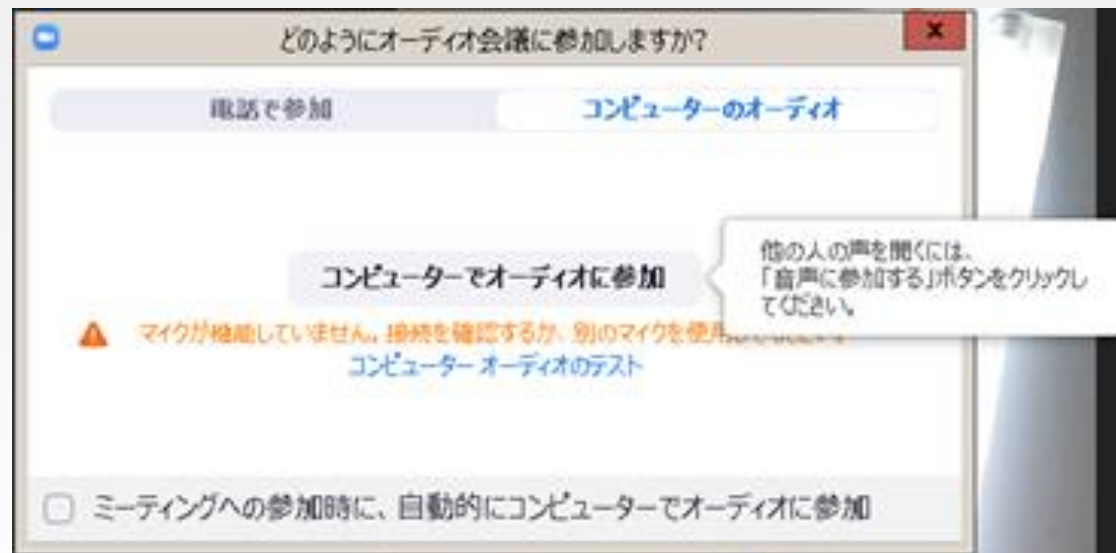 どのようにオーディオ会議に参加しますか?
電話で参加
コンピューターのオーディオ
コンピューターでオーディオに参加
他の人の声を聞くには、
「音声に参加する」ボタンをクリックし
てください。
マイクが機能していません。接続を確認するか、別のマイクを使用
コンピューター オーディオのテスト
ミーティングへの参加時に、自動的にコンピューターでオーディオに参加